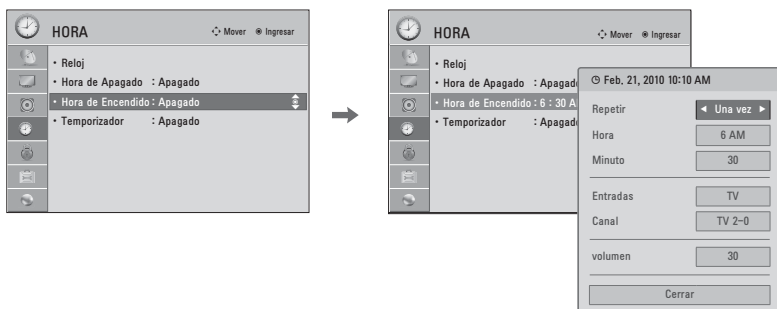 HORA
Mover Ingresar
• Reloj
• Hora de Apagado : Apagado
• Hora de Encendido : Apagado
• Temporizador : Apagado
HORA
Mover Ingresar
• Reloj
• Hora de Apagado : Apagad
• Hora de Encendido : 6 : 30 A
• Temporizador : Apagad
Feb. 21, 2010 10:10 AM
Repetir ◄ Una vez ►
Hora 6 AM
Minuto 30
Entradas TV
Canal TV 2-0
volumen 30
Cerrar